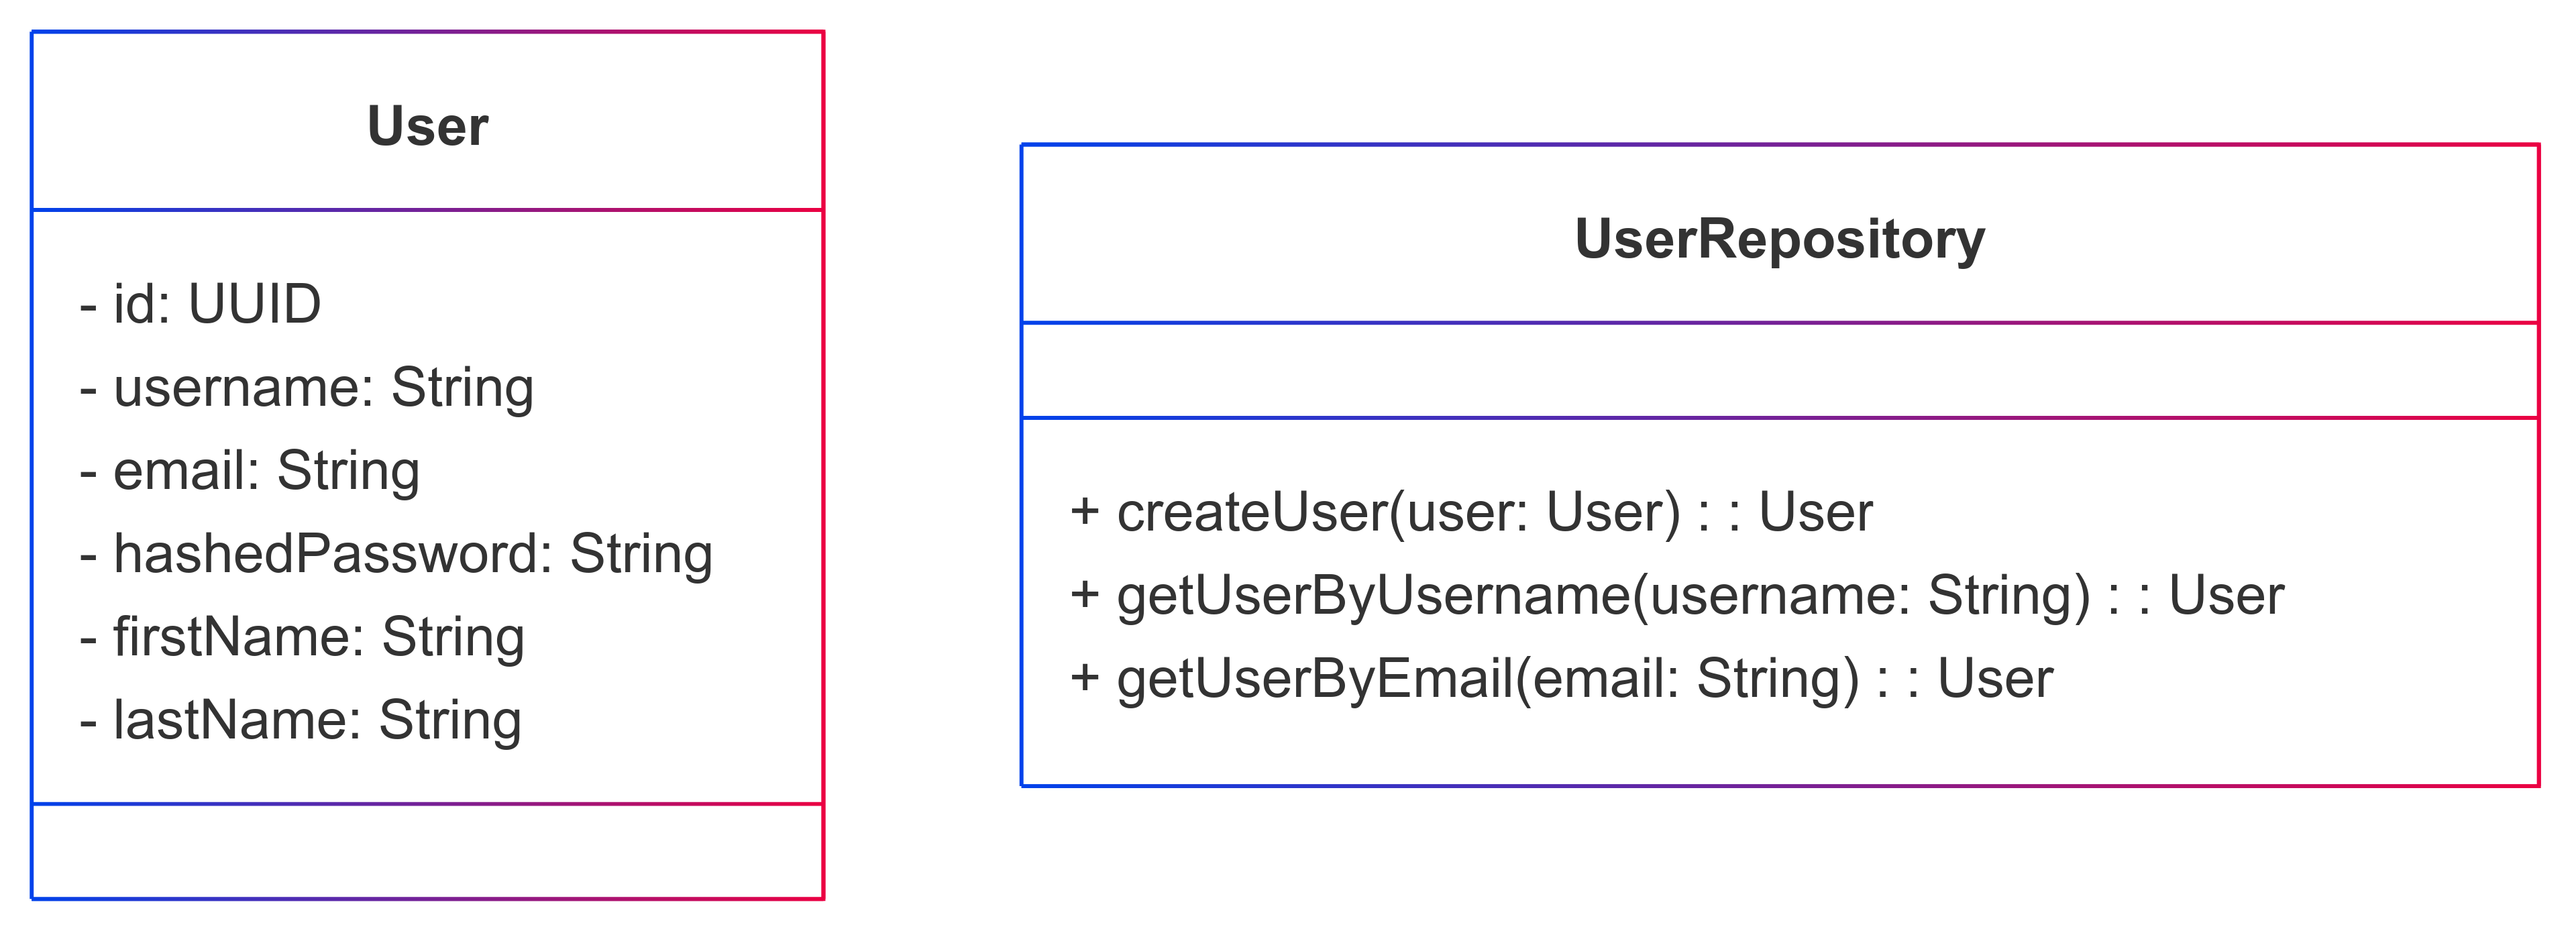 User
- id: UUID
- username: String
- email: String
- hashedPassword: String
- firstName: String
- lastName: String
UserRepository
+ createUser(user: User) : : User
+ getUserByUsername(username: String) : : User
+ getUserByEmail(email: String) : : User